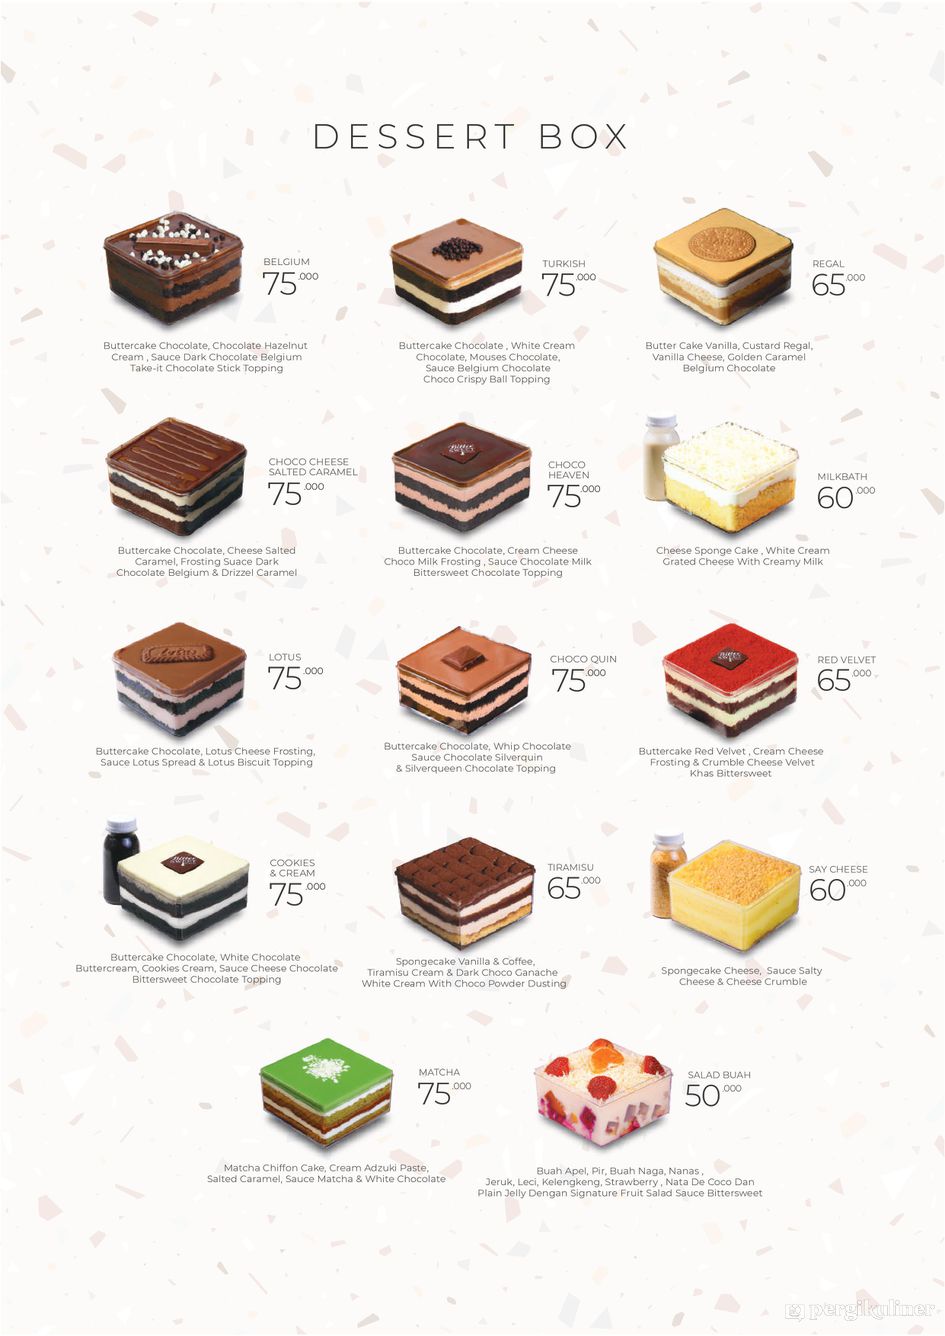 DESSERT BOX
BELGIUM
75.000
Buttercake Chocolate, Chocolate Hazelnut
Cream , Sauce Dark Chocolate Belgium
Take-it Chocolate Stick Topping
TURKISH
75.000
Buttercake Chocolate , White Cream
Chocolate, Mouses Chocolate,
Sauce Belgium Chocolate
Choco Crispy Ball Topping
REGAL
65.000
Butter Cake Vanilla, Custard Regal,
Vanilla Cheese, Golden Caramel
Belgium Chocolate
CHOCO CHEESE
SALTED CARAMEL
75.000
Buttercake Chocolate, Cheese Salted
Caramel, Frosting Suace Dark
Chocolate Belgium & Drizzel Caramel
CHOCO
HEAVEN
75.000
Buttercake Chocolate, Cream Cheese
Choco Milk Frosting , Sauce Chocolate Milk
Bittersweet Chocolate Topping
MILKBATH
60.000
Cheese Sponge Cake , White Cream
Grated Cheese With Creamy Milk
LOTUS
75.000
Buttercake Chocolate, Lotus Cheese Frosting,
Sauce Lotus Spread & Lotus Biscuit Topping
CHOCO QUIN
75.000
Buttercake Chocolate, Whip Chocolate
Sauce Chocolate Silverquin
& Silverqueen Chocolate Topping
RED VELVET
65.000
Buttercake Red Velvet , Cream Cheese
Frosting & Crumble Cheese Velvet
Khas Bittersweet
COOKIES
& CREAM
75.000
Buttercake Chocolate, White Chocolate
Buttercream, Cookies Cream, Sauce Cheese Chocolate
Bittersweet Chocolate Topping
TIRAMISU
65.000
Spongecake Vanilla & Coffee,
Tiramisu Cream & Dark Choco Ganache
White Cream With Choco Powder Dusting
SAY CHEESE
60.000
Spongecake Cheese, Sauce Salty
Cheese & Cheese Crumble
MATCHA
75.000
Matcha Chiffon Cake, Cream Adzuki Paste,
Salted Caramel, Sauce Matcha & White Chocolate
SALAD BUAH
50.000
Buah Apel, Pir, Buah Naga, Nanas ,
Jeruk, Leci, Kelengkeng, Strawberry , Nata De Coco Dan
Plain Jelly Dengan Signature Fruit Salad Sauce Bittersweet
pergikuliner